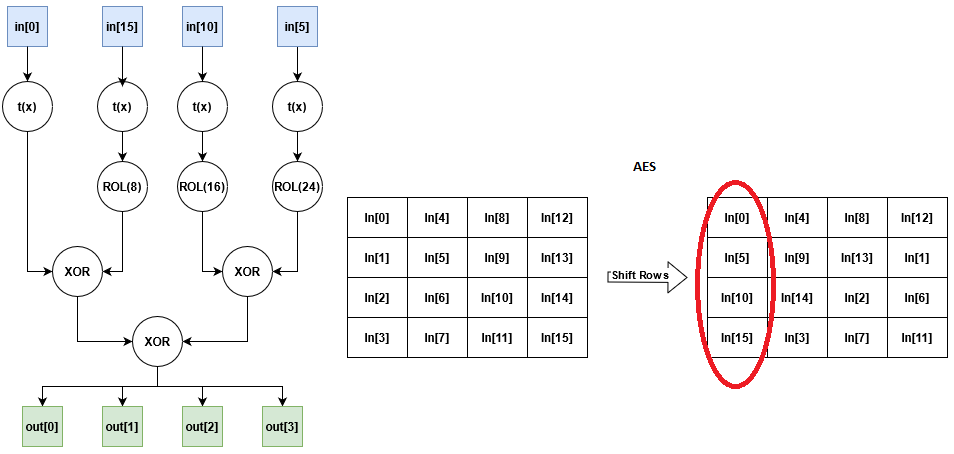 in[0] in[15] in[10] in[5]
t(x) t(x) t(x) t(x)
ROL(8) ROL(16) ROL(24)
XOR XOR
XOR
out[0] out[1] out[2] out[3]
In[0] In[4] In[8] In[12]
In[1] In[5] In[9] In[13]
In[2] In[6] In[10] In[14]
In[3] In[7] In[11] In[15]
AES
Shift Rows
In[0] In[4] In[8] In[12]
In[5] In[9] In[13] In[1]
In[10] In[14] In[2] In[6]
In[15] In[3] In[7] In[11]